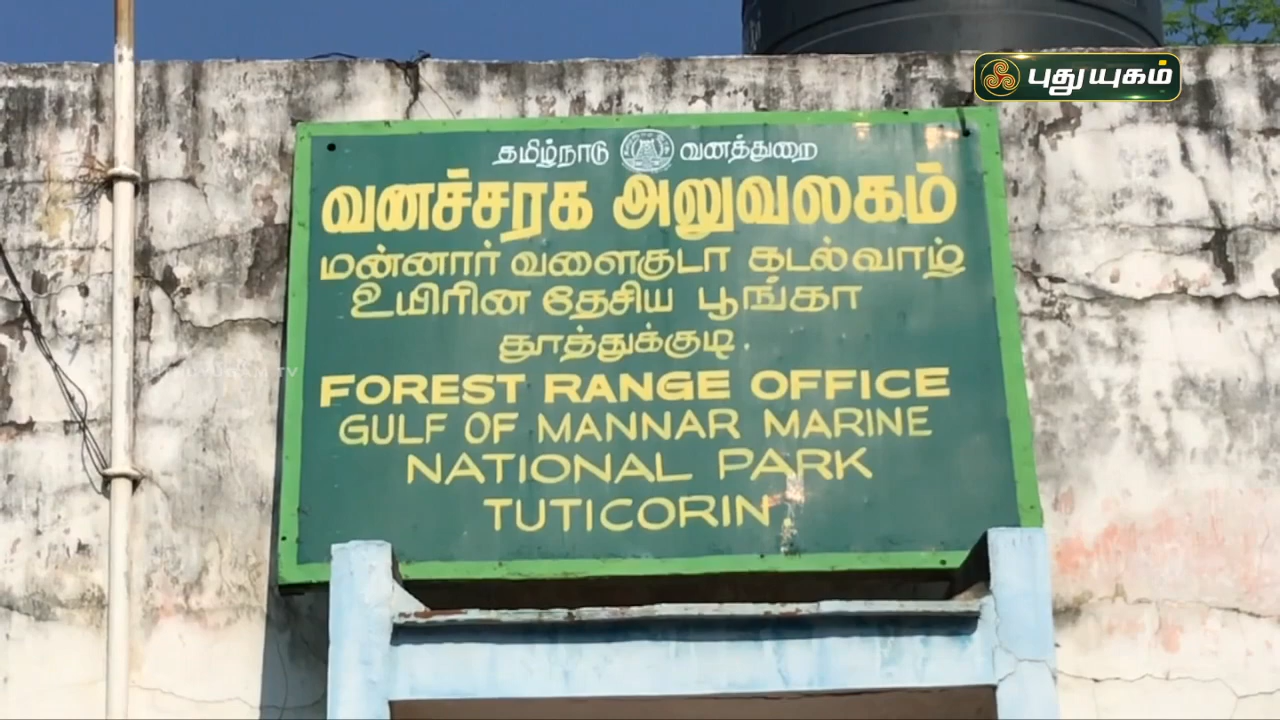 புதுயுகம்
தமிழ்நாடு வனத்துறை
வனச்சரக அலுவலகம்
மன்னார் வளைகுடா கடல்வாழ்
உயிரின தேசிய பூங்கா
தூத்துக்குடி.
FOREST RANGE OFFICE
GULF OF MANNAR MARINE
NATIONAL PARK
TUTICORIN